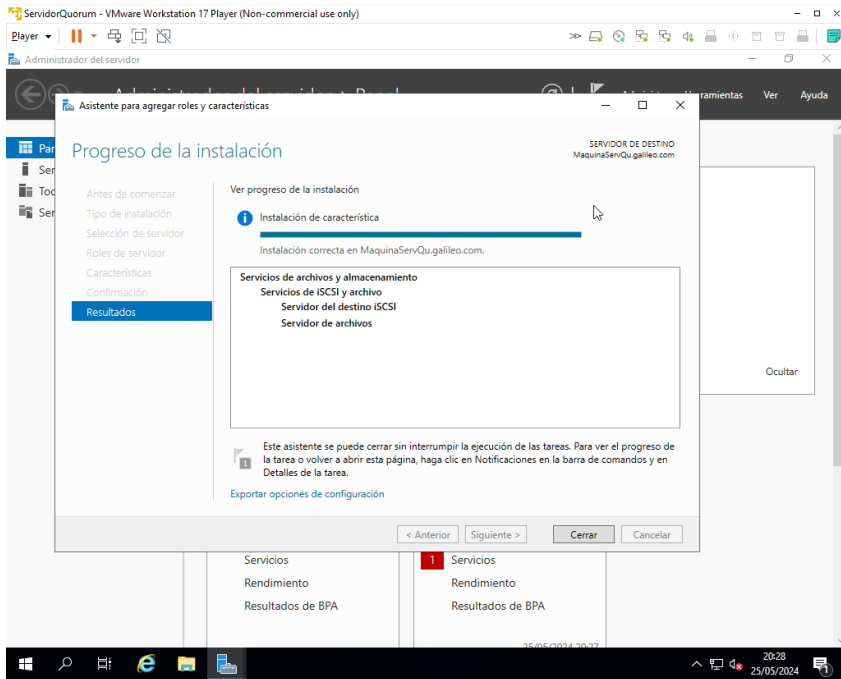 ServidorQuorum - VMware Workstation 17 Player (Non-commercial use only)
Player
Administrador del servidor
Ver
Ayuda
Asistente para agregar roles y características
Progreso de la instalación
SERVIDOR DE DESTINO
MaquinaServQu.galileo.com
Antes de comenzar
Tipo de instalación
Selección de servidor
Roles de servidor
Características
Confirmación
Resultados
Ver progreso de la instalación
Instalación de característica
Instalación correcta en MaquinaServQu.galileo.com.
Servicios de archivos y almacenamiento
Servicios de iSCSI y archivo
Servidor del destino iSCSI
Servidor de archivos
Este asistente se puede cerrar sin interrumpir la ejecución de las tareas. Para ver el progreso de
la tarea o volver a abrir esta página, haga clic en Notificaciones en la barra de comandos y en
Detalles de la tarea.
1
Exportar opciones de configuración
< Anterior
Siguiente >
Cerrar
Cancelar
Ocultar
Servicios
Rendimiento
Resultados de BPA
1
Servicios
Rendimiento
Resultados de BPA
25/05/2024 20:27
20:28
25/05/2024
1